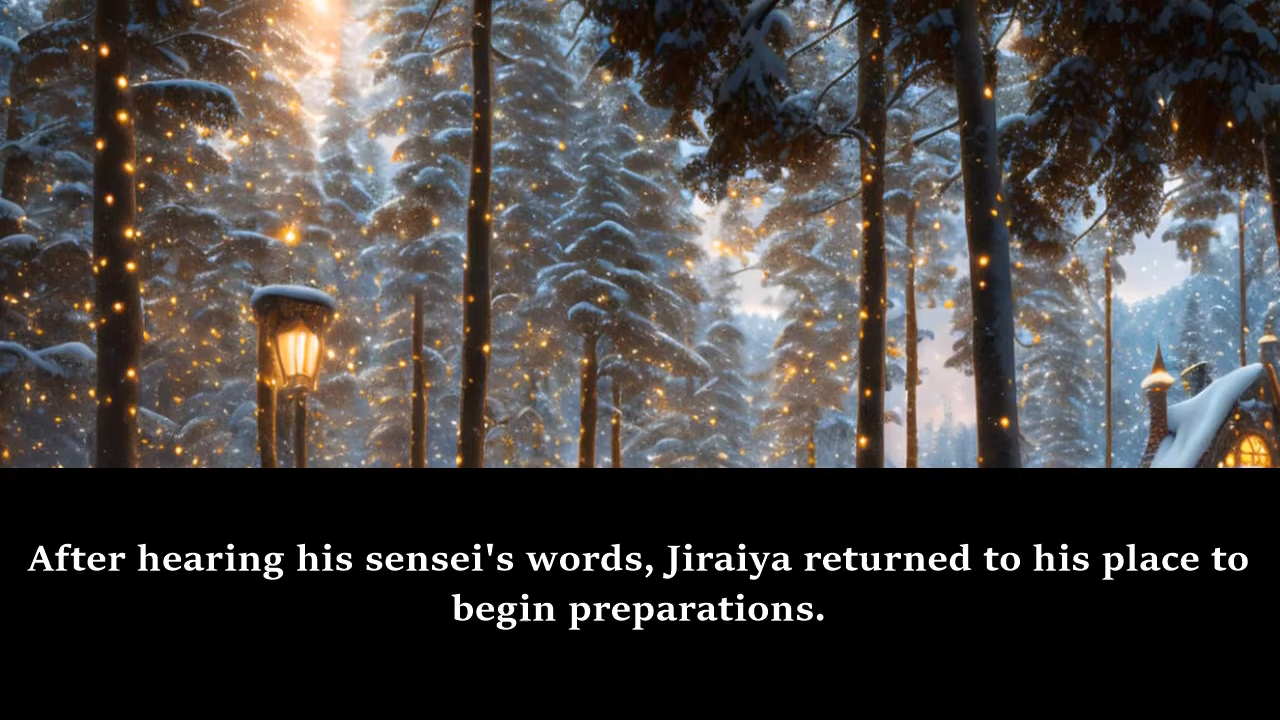 After hearing his sensei's words, Jiraiya returned to his place to
begin preparations.